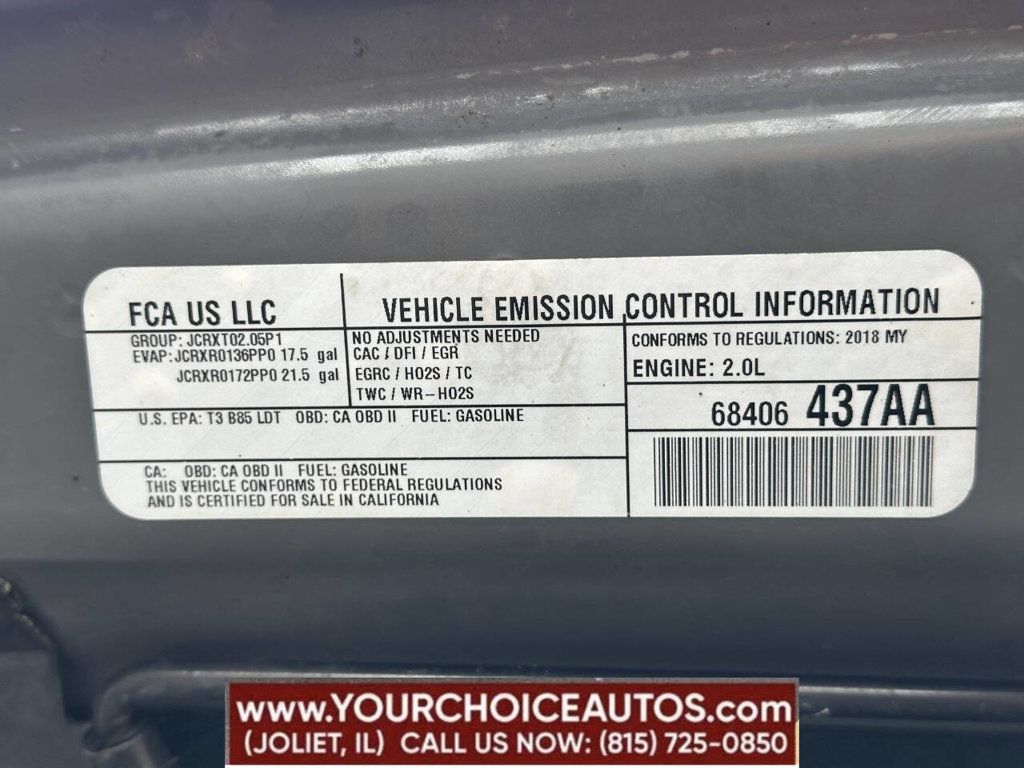 FCA US LLC
VEHICLE EMISSION CONTROL INFORMATION
GROUP: JCRXT02.05P1
EVAP: JCRXR0136PP0 17.5 gal
JCRXR0172PP0 21.5 gal
NO ADJUSTMENTS NEEDED
CAC / DFI / EGR
EGRC / HO2S / TC
TWC / WR-HO2S
CONFORMS TO REGULATIONS: 2018 MY
ENGINE: 2.0L
68406 437AA
U.S. EPA: T3 B85 LDT OBD: CA OBD II FUEL: GASOLINE
CA: OBD: CA OBD II FUEL: GASOLINE
THIS VEHICLE CONFORMS TO FEDERAL REGULATIONS
AND IS CERTIFIED FOR SALE IN CALIFORNIA
www.YOURCHOICEAUTOS.com
(JOLIET, IL) CALL US NOW: (815) 725-0850